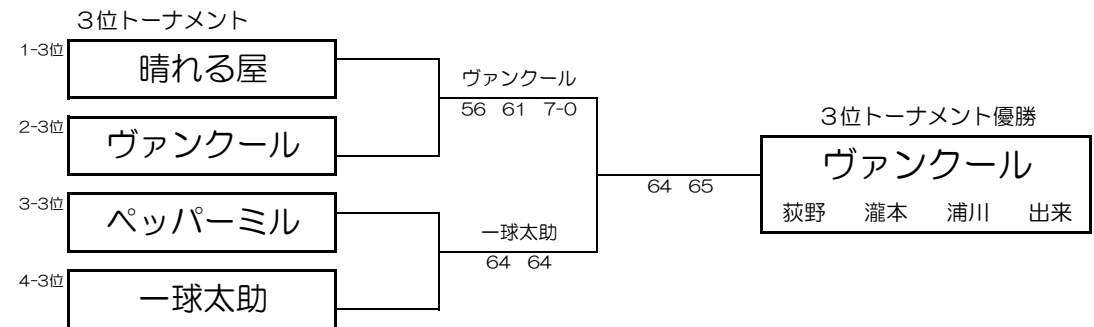 3位トーナメント
1-3位 晴れる屋
ヴァンクール
56 61 7-0
2-3位 ヴァンクール
3位トーナメント優勝
ヴァンクール
荻野 瀧本 浦川 出来
64 65
3-3位 ペッパーミル
一球太助
64 64
4-3位 一球太助